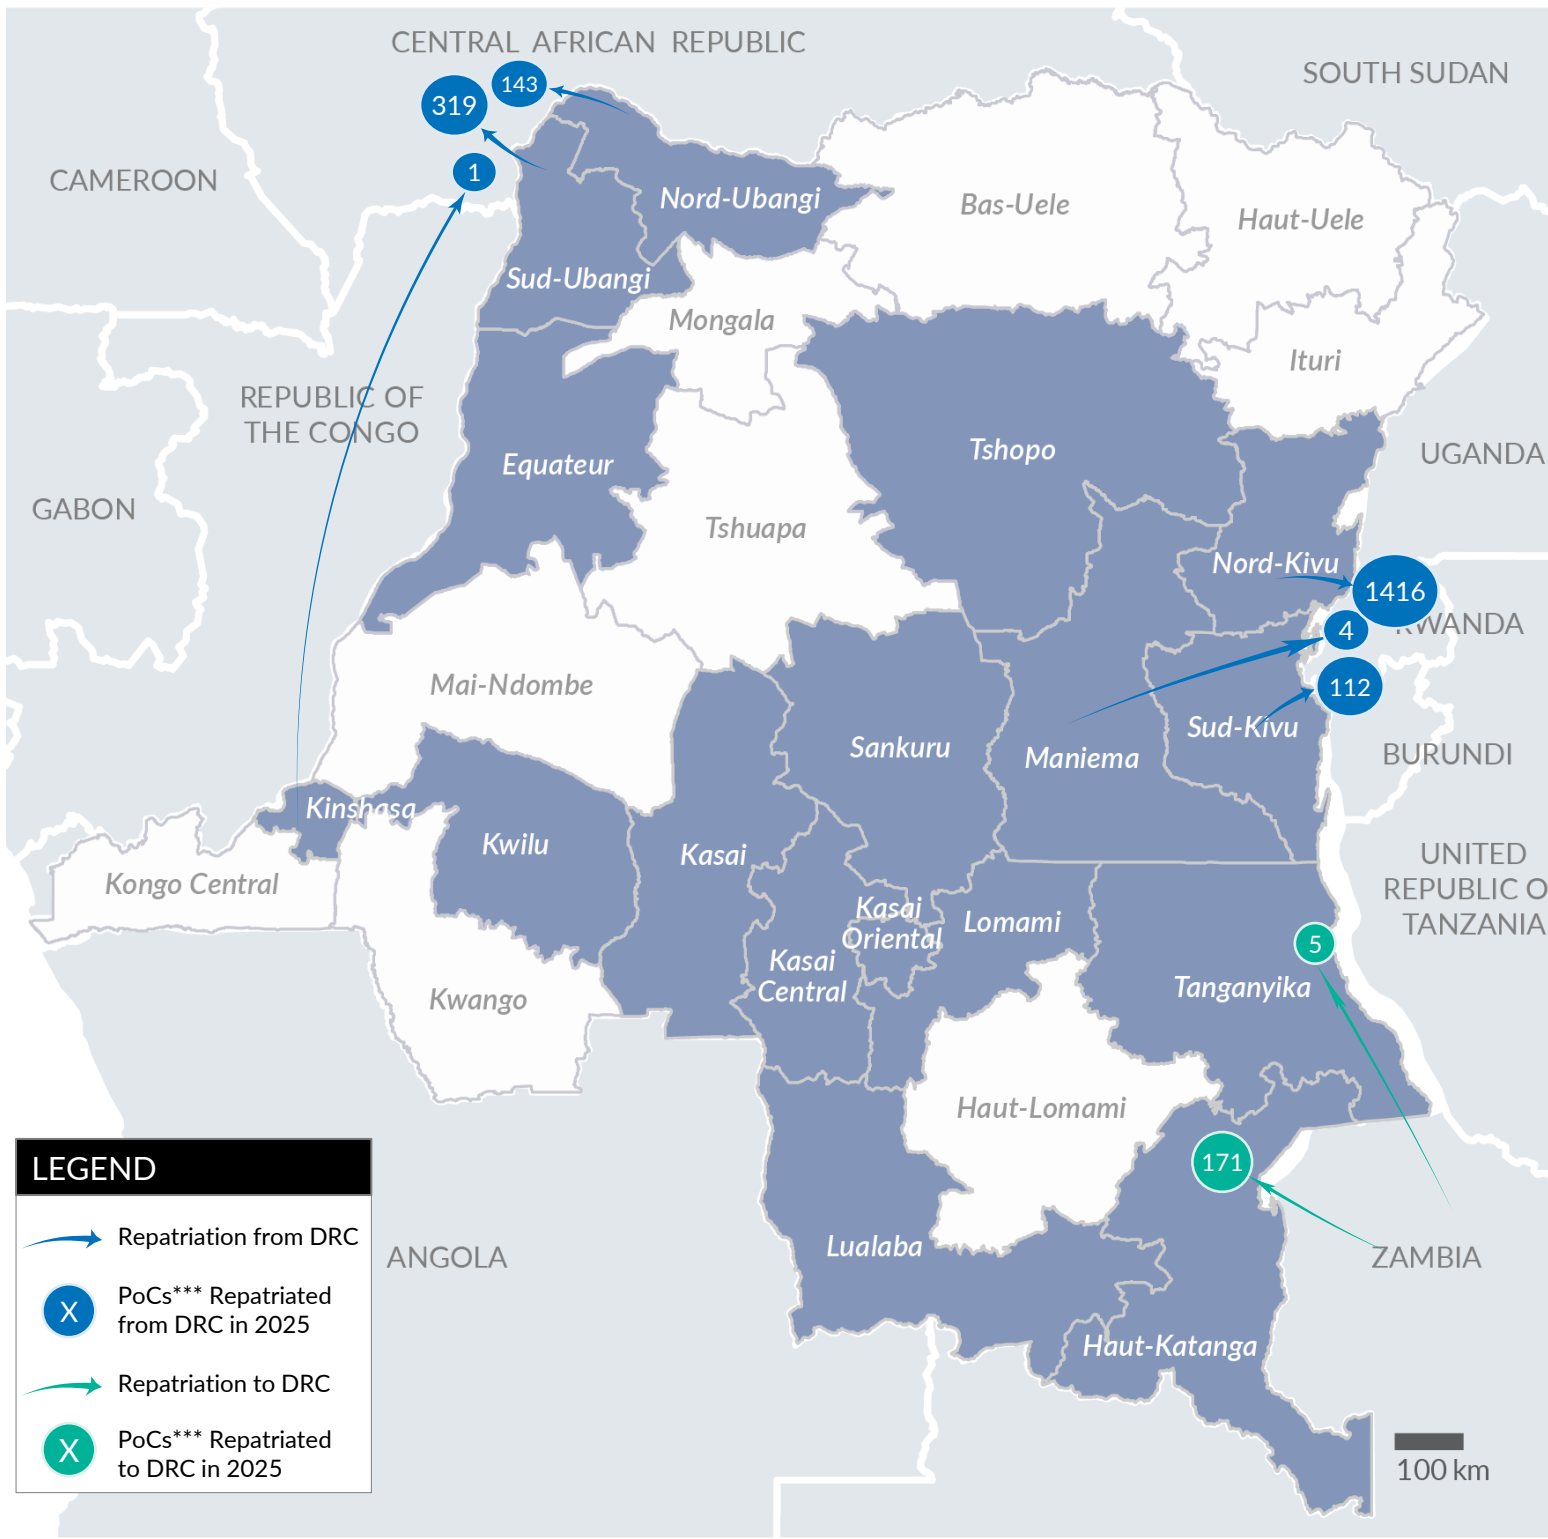 CENTRAL AFRICAN REPUBLIC
SOUTH SUDAN
143
319
1
CAMEROON
Nord-Ubangi
Bas-Uele
Haut-Uele
Sud-Ubangi
Mongala
Ituri
REPUBLIC OF
THE CONGO
Equateur
Tshopo
UGANDA
GABON
Tshuapa
Nord-Kivu
1416
4
RWANDA
Mai-Ndombe
112
Sud-Kivu
Sankuru
Maniema
BURUNDI
Kinshasa
Kwilu
Kasai
UNITED
REPUBLIC O
TANZANIA
Kongo Central
Kasai
Oriental
Lomami
5
Kasai
Central
Tanganyika
Kwango
Haut-Lomami
171
LEGEND
Repatriation from DRC
X
PoCs*** Repatriated
from DRC in 2025
Repatriation to DRC
X
PoCs*** Repatriated
to DRC in 2025
ANGOLA
Lualaba
ZAMBIA
Haut-Katanga
100 km